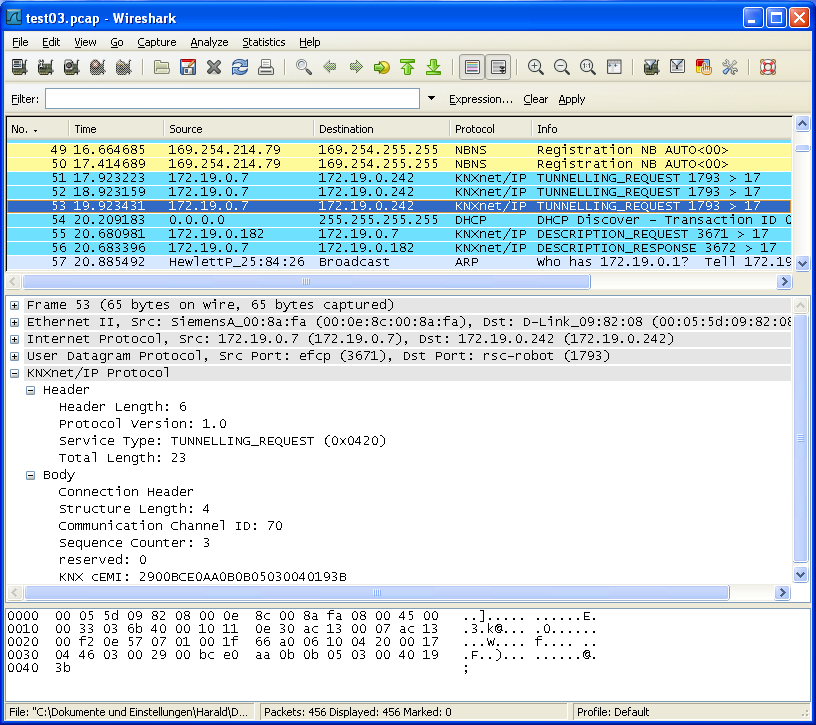 test03.pcap - Wireshark
File Edit View Go Capture Analyze Statistics Help
Filter: Expression... Clear Apply
No. Time Source Destination Protocol Info
49 16.664685 169.254.214.79 169.254.255.255 NBNS Registration NB AUTO<00>
50 17.414689 169.254.214.79 169.254.255.255 NBNS Registration NB AUTO<00>
51 17.923223 172.19.0.7 172.19.0.242 KNXnet/IP TUNNELLING_REQUEST 1793 > 17
52 18.923159 172.19.0.7 172.19.0.242 KNXnet/IP TUNNELLING_REQUEST 1793 > 17
53 19.923431 172.19.0.7 172.19.0.242 KNXnet/IP TUNNELLING_REQUEST 1793 > 17
54 20.209183 0.0.0.0 255.255.255.255 DHCP DHCP Discover - Transaction ID 0
55 20.680981 172.19.0.182 172.19.0.7 KNXnet/IP DESCRIPTION_REQUEST 3671 > 17
56 20.683396 172.19.0.7 172.19.0.182 KNXnet/IP DESCRIPTION_RESPONSE 3672 > 17
57 20.885492 HewlettP_25:84:26 Broadcast ARP Who has 172.19.0.1? Tell 172.19
Frame 53 (65 bytes on wire, 65 bytes captured)
Ethernet II, Src: SiemensA_00:8a:fa (00:0e:8c:00:8a:fa), Dst: D-Link_09:82:08 (00:05:5d:09:82:08
Internet Protocol, Src: 172.19.0.7 (172.19.0.7), Dst: 172.19.0.242 (172.19.0.242)
User Datagram Protocol, Src Port: efcp (3671), Dst Port: rsc-robot (1793)
KNXnet/IP Protocol
Header
Header Length: 6
Protocol Version: 1.0
Service Type: TUNNELLING_REQUEST (0x0420)
Total Length: 23
Body
Connection Header
Structure Length: 4
Communication Channel ID: 70
Sequence Counter: 3
reserved: 0
KNX cEMI: 2900BCE0AA0B0B05030040193B
0000 00 05 5d 09 82 08 00 0e 8c 00 8a fa 08 00 45 00 ..]..... ......E.
0010 00 33 03 6b 40 00 10 11 0e 30 ac 13 00 07 ac 13 .3.k@... .0......
0020 00 f2 0e 57 07 01 00 1f 66 a0 06 10 04 20 00 17 ...W.... f.... ..
0030 04 46 03 00 29 00 bc e0 aa 0b 0b 05 03 00 40 19 .F..)... ......@.
0040 3b ;
File: "C:\Dokumente und Einstellungen\Harald\D... Packets: 456 Displayed: 456 Marked: 0 Profile: Default